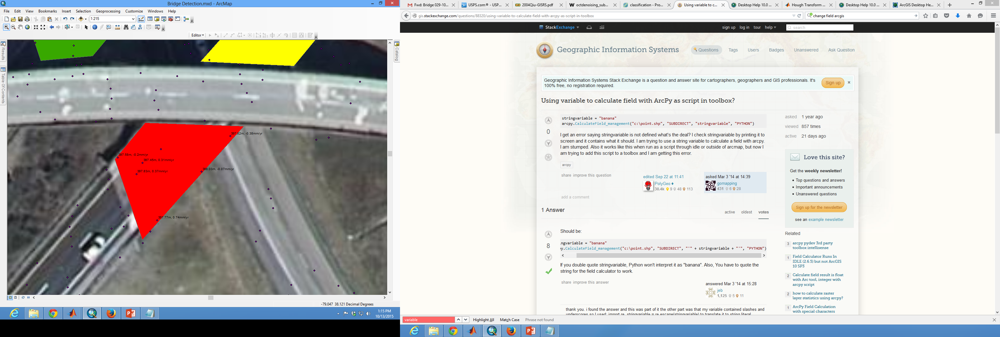 Bridge Detection.mxd - ArcMap
File Edit View Bookmarks Insert Selection Geoprocessing Customize Windows Help
1:215
Editor
Results
Table Of Contents
Catalog
397.82m, -0.38mm/yr
397.68m, -0.2mm/yr
397.45m, 0.31mm/yr
397.83m, 0.37mm/yr
398.03m, -0.07mm/yr
397.77m, 0.74mm/yr
-79.047 38.121 Decimal Degrees
1:15 PM
10/13/2015
Fwd: Bridge 029-10...
USPS.com® - USP...
2004Qiu-GISRS.pdf
octdenoising_sub...
classification - Pro...
Using variable to c...
Desktop Help 10.0 ...
Hough Transform ...
Desktop Help 10.0 ...
ArcGIS Desktop He...
gis.stackexchange.com/questions/88320/using-variable-to-calculate-field-with-arcpy-as-script-in-toolbox
change field arcgis
StackExchange
sign up log in tour help
search
Geographic Information Systems
Questions Tags Users Badges Unanswered Ask Question
Geographic Information Systems Stack Exchange is a question and answer site for cartographers, geographers and GIS professionals. It's
100% free, no registration required.
Sign up
Using variable to calculate field with ArcPy as script in toolbox?
stringvariable = "banana"
arcpy.CalculateField_management("c:\point.shp", "SUBDIRECT", "stringvariable", "PYTHON")
0
I get an error saying stringvariable is not defined what's the deal? I check stringvariable by printing it to
screen and it contains what it should. I am trying to use a string variable to calculate a field with arcpy.
I am stumped. Also it works like this when run as a script through idle or outside of arcmap, but now I
am trying to add this script to a toolbox and I am getting this error.
arcpy
share improve this question
edited Sep 22 at 11:41
PolyGeo ♦
30.4k 9 48 113
asked Mar 3 '14 at 14:39
gomapping
431 6 28
add a comment
asked 1 year ago
viewed 857 times
active 21 days ago
Love this site?
Get the weekly newsletter!
• Top questions and answers
• Important announcements
• Unanswered questions
Sign up for the newsletter
see an example newsletter
1 Answer
active oldest votes
Should be:
ingvariable = "banana"
y.CalculateField_management("c:\point.shp", "SUBDIRECT", "'" + stringvariable + "'", "PYTHON")
8
If you double quote stringvariable, Python won't interpret it as "banana". Also, You have to quote the
string for the field calculator to work.
share improve this answer
answered Mar 3 '14 at 15:28
jeb
1,125 5 11
thank you. i found the answer and this was part of it the other part was that my variable contained slashes and
underscores so I used: import re, stringvariable = re.escape(stringvariable) to translate it to string literal
Related
3 arcpy pydev 3rd party
toolbox intellisense
1 Field Calculator Runs In
IDLE (2.6.5) but not ArcGIS
10 SP3
2 Calculate field result is float
with Arc tool, integer with
arcpy script
2 how to calculate raster
layer statistics using arcpy?
1 ArcPy Field Calculation
with special characters
variable
Highlight All Match Case Phrase not found